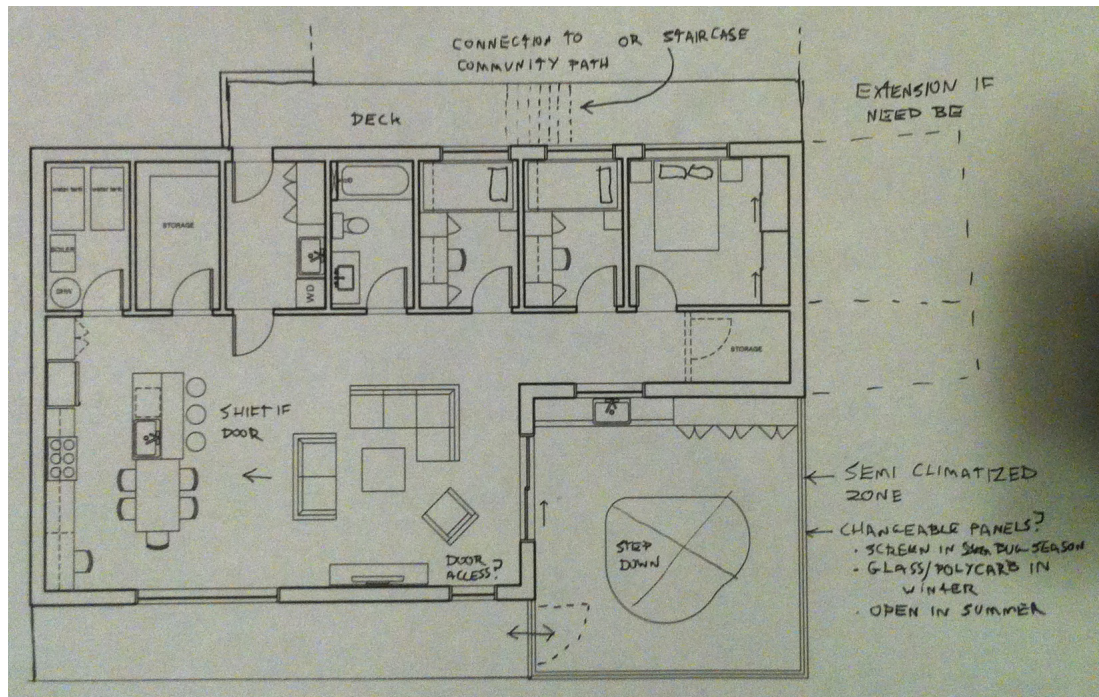 CONNECTION TO OR STAIRCASE
COMMUNITY PATH
EXTENSION IF
NEED BE
DECK
water tank
water tank
STORAGE
BOILER
DHW
WD
STORAGE
SHIFT IF
DOOR
SEMI CLIMATIZED
ZONE
CHANGEABLE PANELS?
· SCREEN IN BUG SEASON
· GLASS/POLYCARB IN
WINTER
· OPEN IN SUMMER
STEP
DOWN
DOOR
ACCESS?